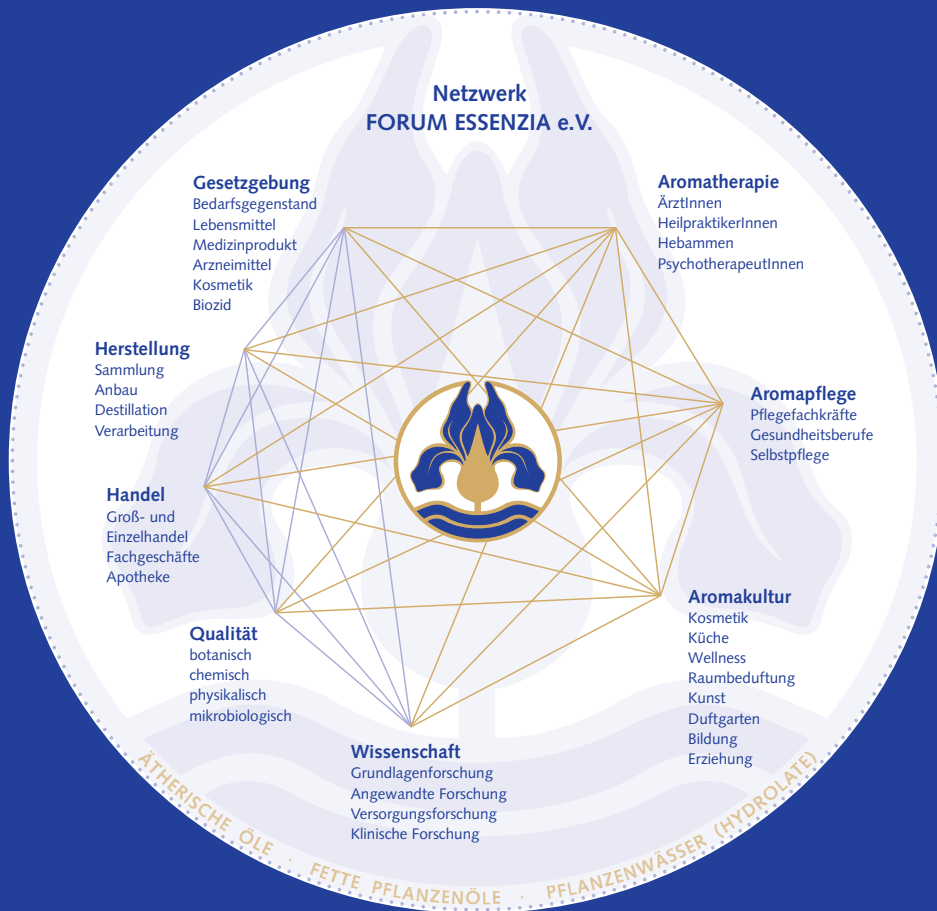 Netzwerk
FORUM ESSENZIA e.V.
Gesetzgebung
Bedarfsgegenstand
Lebensmittel
Medizinprodukt
Arzneimittel
Kosmetik
Biozid
Aromatherapie
ÄrztInnen
HeilpraktikerInnen
Hebammen
PsychotherapeutInnen
Herstellung
Sammlung
Anbau
Destillation
Verarbeitung
Aromapflege
Pflegefachkräfte
Gesundheitsberufe
Selbstpflege
Handel
Groß- und
Einzelhandel
Fachgeschäfte
Apotheke
Aromakultur
Kosmetik
Küche
Wellness
Raumbeduftung
Kunst
Duftgarten
Bildung
Erziehung
Qualität
botanisch
chemisch
physikalisch
mikrobiologisch
Wissenschaft
Grundlagenforschung
Angewandte Forschung
Versorgungsforschung
Klinische Forschung
ÄTHERISCHE ÖLE · FETTE PFLANZENÖLE · PFLANZENWÄSSER (HYDROLATE)